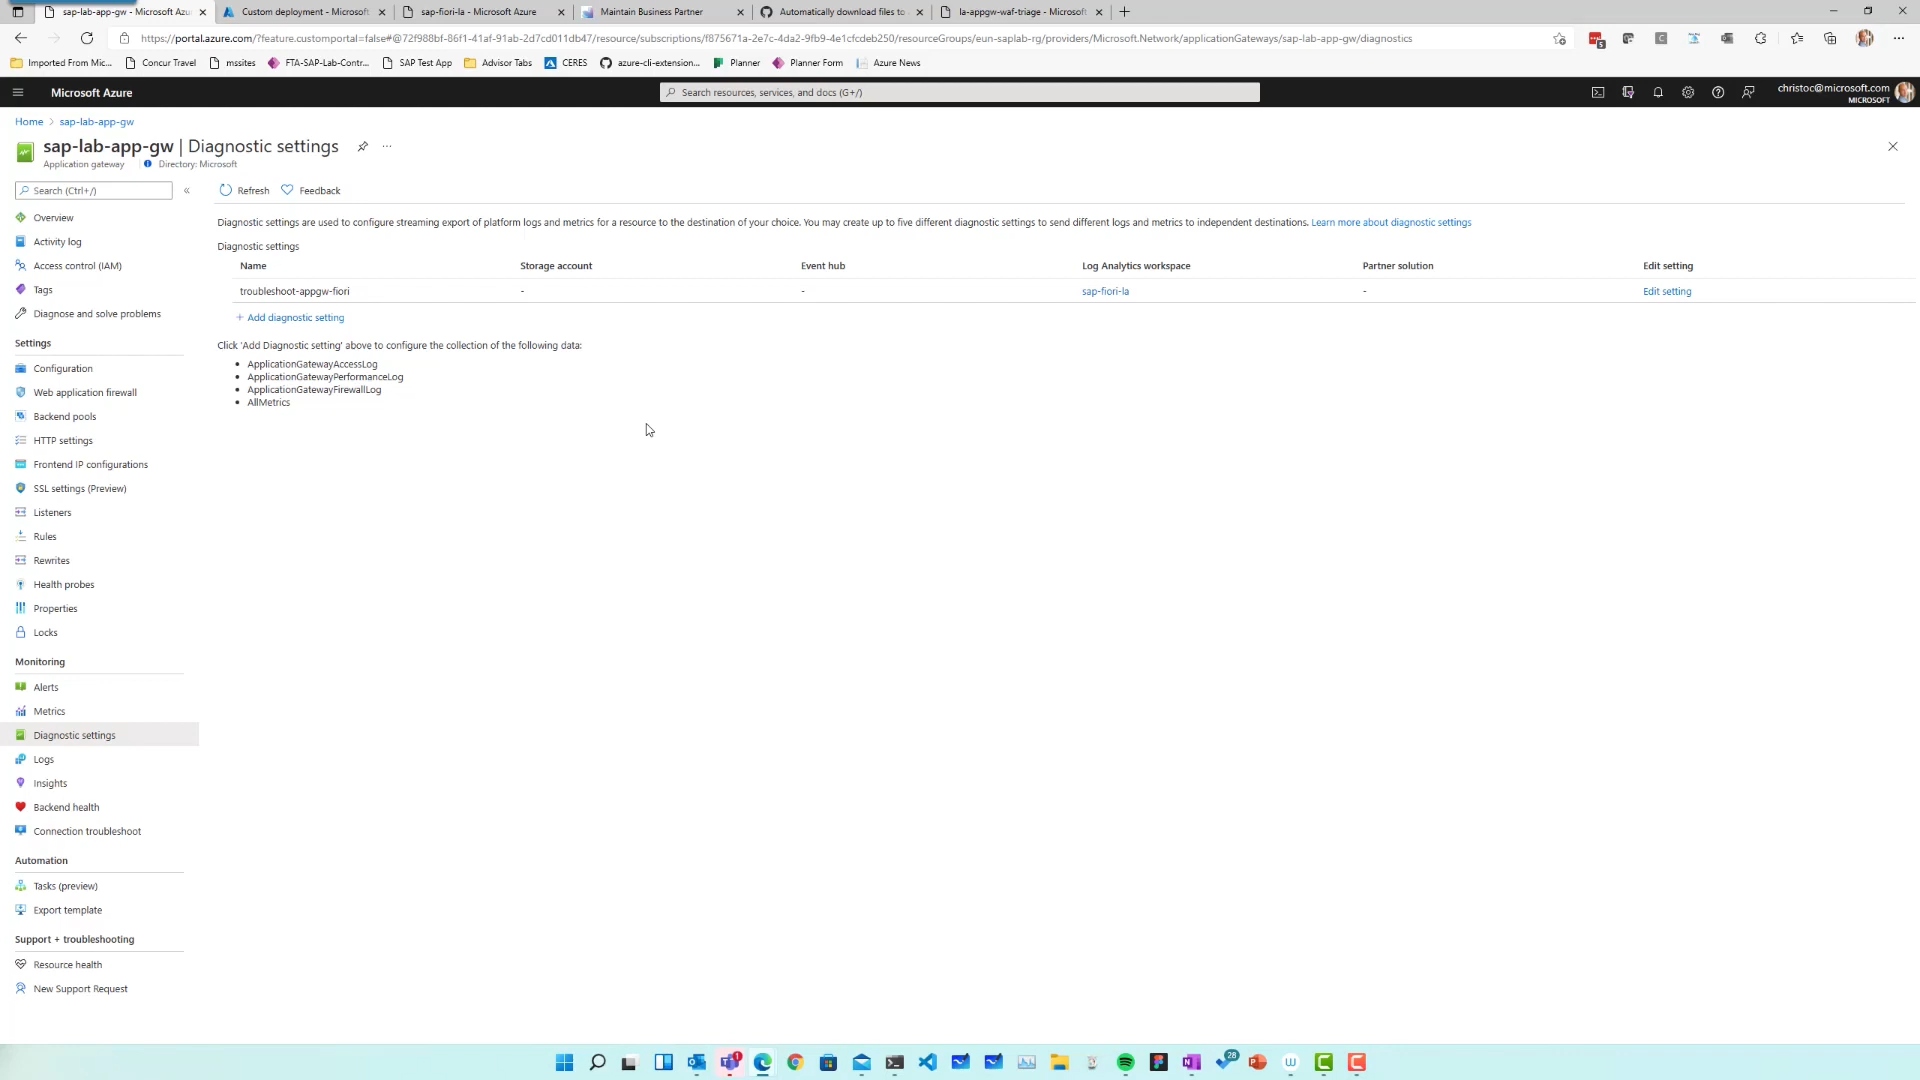 sap-lab-app-gw - Microsoft Azu
Custom deployment - Microsoft
sap-fiori-la - Microsoft Azure
Maintain Business Partner
Automatically download files to
la-appgw-waf-triage - Microsoft
https://portal.azure.com/?feature.customportal=false#@72f988bf-86f1-41af-91ab-2d7cd011db47/resource/subscriptions/f875671a-2e7c-4da2-9fb9-4e1cfcdeb250/resourceGroups/eun-saplab-rg/providers/Microsoft.Network/applicationGateways/sap-lab-app-gw/diagnostics
5
Imported From Mic...
Concur Travel
mssites
FTA-SAP-Lab-Contr...
SAP Test App
Advisor Tabs
CERES
azure-cli-extension...
Planner
Planner Form
Azure News
Microsoft Azure
Search resources, services, and docs (G+/)
christoc@microsoft.com
MICROSOFT
Home > sap-lab-app-gw
sap-lab-app-gw | Diagnostic settings
Application gateway
Directory: Microsoft
Search (Ctrl+/)
Refresh
Feedback
Overview
Activity log
Access control (IAM)
Tags
Diagnose and solve problems
Settings
Configuration
Web application firewall
Backend pools
HTTP settings
Frontend IP configurations
SSL settings (Preview)
Listeners
Rules
Rewrites
Health probes
Properties
Locks
Monitoring
Alerts
Metrics
Diagnostic settings
Logs
Insights
Backend health
Connection troubleshoot
Automation
Tasks (preview)
Export template
Support + troubleshooting
Resource health
New Support Request
Diagnostic settings are used to configure streaming export of platform logs and metrics for a resource to the destination of your choice. You may create up to five different diagnostic settings to send different logs and metrics to independent destinations. Learn more about diagnostic settings
Diagnostic settings
Name Storage account Event hub Log Analytics workspace Partner solution Edit setting
troubleshoot-appgw-fiori - - sap-fiori-la - Edit setting
+ Add diagnostic setting
Click 'Add Diagnostic setting' above to configure the collection of the following data:
• ApplicationGatewayAccessLog
• ApplicationGatewayPerformanceLog
• ApplicationGatewayFirewallLog
• AllMetrics
1
28